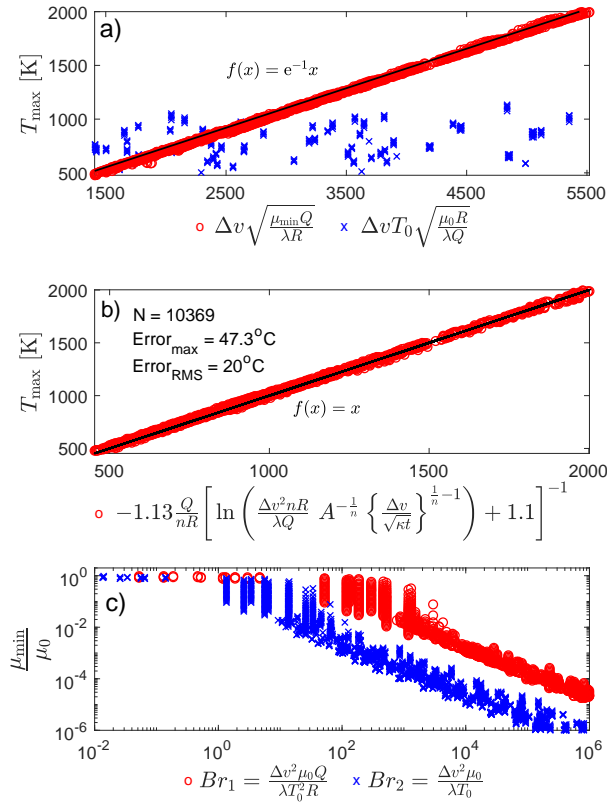 a)
2000
1500
1000
500
T_max [K]
f(x) = e^{-1}x
1500 2500 3500 4500 5500
o Δv√(μ_min Q / λR) x ΔvT_0√(μ_0 R / λQ)
b)
2000
1500
1000
500
T_max [K]
N = 10369
Error_max = 47.3°C
Error_RMS = 20°C
f(x) = x
500 1000 1500 2000
o −1.13 Q/nR [ln(Δv²nR/λQ A^{-1/n} {Δv/√κt}^{1/n −1}) + 1.1]^{-1}
c)
10^0
10^-2
10^-4
10^-6
μ_min/μ_0
10^-2 10^0 10^2 10^4 10^6
o Br_1 = Δv²μ_0Q/λT_0²R x Br_2 = Δv²μ_0/λT_0